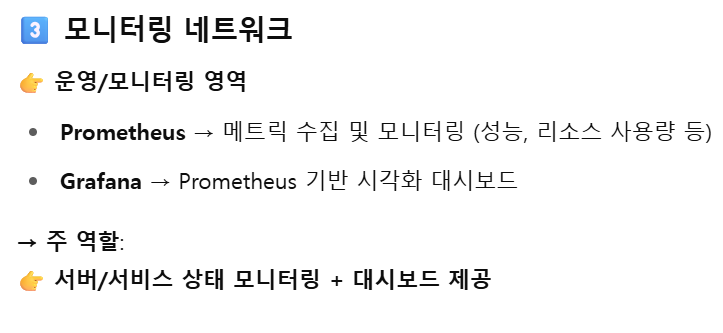 3️⃣ 모니터링 네트워크
👉 운영/모니터링 영역
• Prometheus → 메트릭 수집 및 모니터링 (성능, 리소스 사용량 등)
• Grafana → Prometheus 기반 시각화 대시보드
→ 주 역할:
👉 서버/서비스 상태 모니터링 + 대시보드 제공